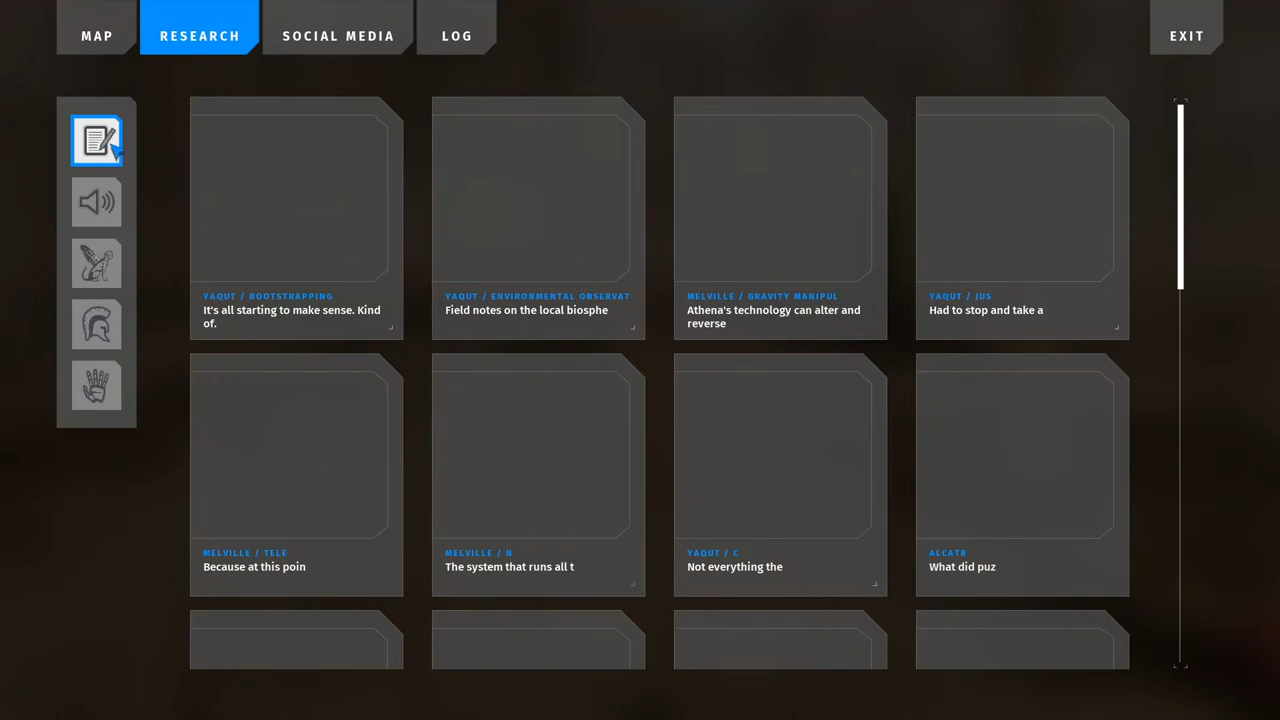 MAP
RESEARCH
SOCIAL MEDIA
LOG
EXIT
YAQUT / BOOTSTRAPPING
It's all starting to make sense. Kind
of.
YAQUT / ENVIRONMENTAL OBSERVAT
Field notes on the local biosphe
MELVILLE / GRAVITY MANIPUL
Athena's technology can alter and
reverse
YAQUT / JUS
Had to stop and take a
MELVILLE / TELE
Because at this poin
MELVILLE / N
The system that runs all t
YAQUT / C
Not everything the
ALCATR
What did puz